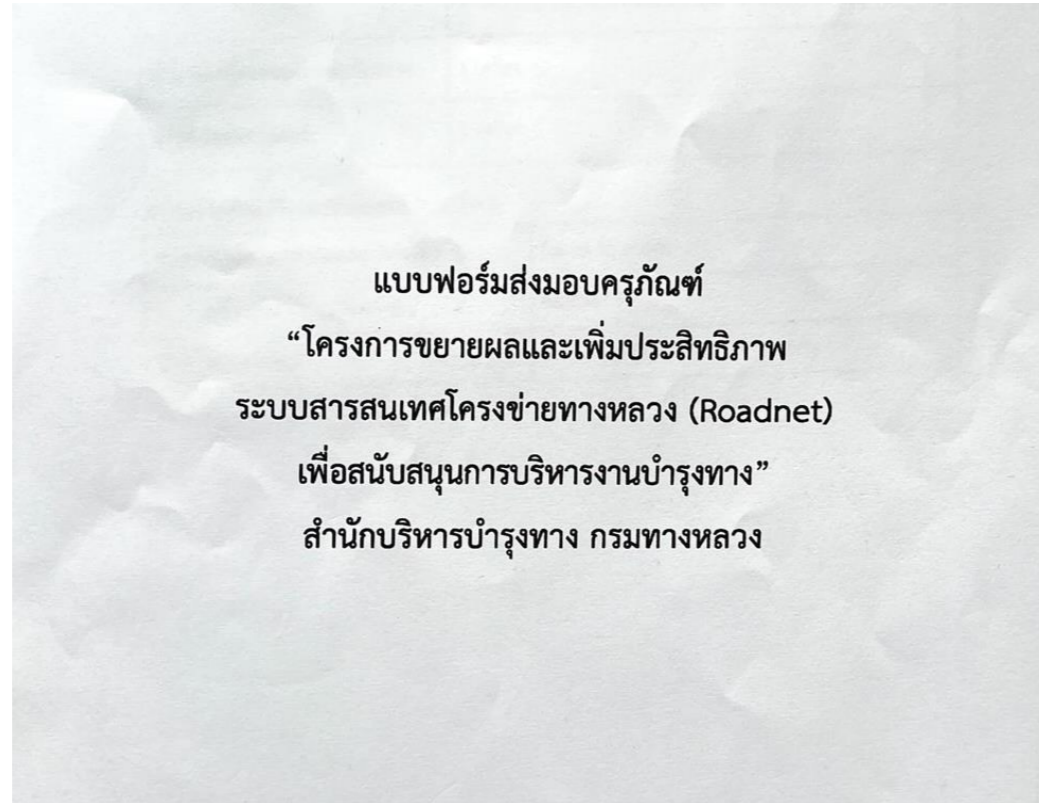 แบบฟอร์มส่งมอบครุภัณฑ์
“โครงการขยายผลและเพิ่มประสิทธิภาพ
ระบบสารสนเทศโครงข่ายทางหลวง (Roadnet)
เพื่อสนับสนุนการบริหารงานบำรุงทาง”
สำนักบริหารบำรุงทาง กรมทางหลวง